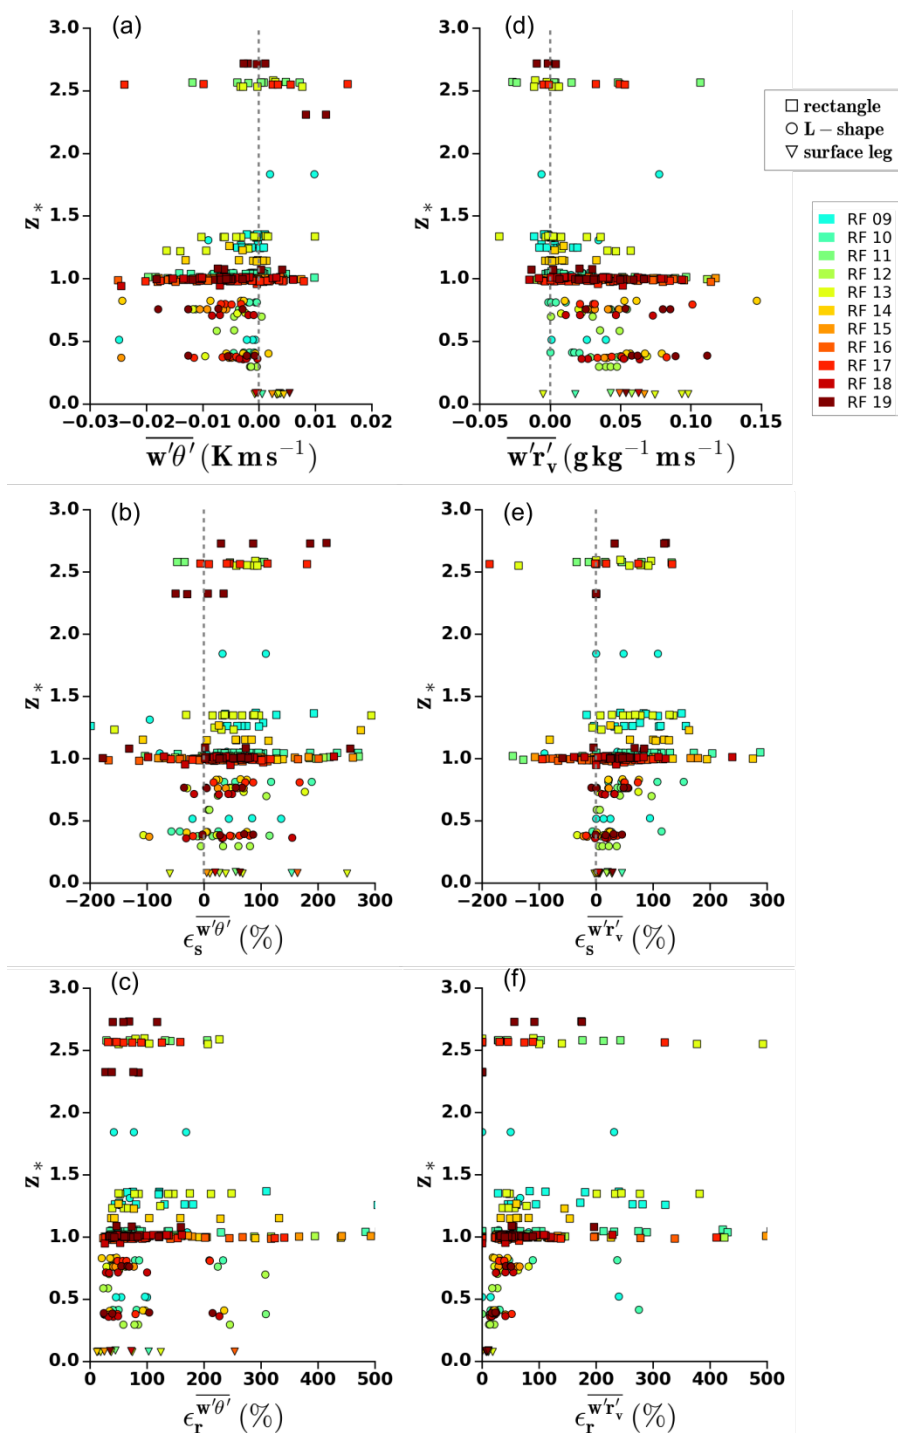 (a)
3.0
2.5
2.0
1.5
1.0
0.5
0.0
z*
−0.03 −0.02 −0.01 0.00 0.01 0.02
w′θ′ (K m s⁻¹)
(d)
3.0
2.5
2.0
1.5
1.0
0.5
0.0
z*
−0.05 0.00 0.05 0.10 0.15
w′r′ᵥ (g kg⁻¹ m s⁻¹)
rectangle
L − shape
surface leg
RF 09
RF 10
RF 11
RF 12
RF 13
RF 14
RF 15
RF 16
RF 17
RF 18
RF 19
(b)
3.0
2.5
2.0
1.5
1.0
0.5
0.0
z*
−200 −100 0 100 200 300
ϵₛ w′θ′ (%)
(e)
3.0
2.5
2.0
1.5
1.0
0.5
0.0
z*
−200 −100 0 100 200 300
ϵₛ w′r′ᵥ (%)
(c)
3.0
2.5
2.0
1.5
1.0
0.5
0.0
z*
0 100 200 300 400 500
ϵᵣ w′θ′ (%)
(f)
3.0
2.5
2.0
1.5
1.0
0.5
0.0
z*
0 100 200 300 400 500
ϵᵣ w′r′ᵥ (%)